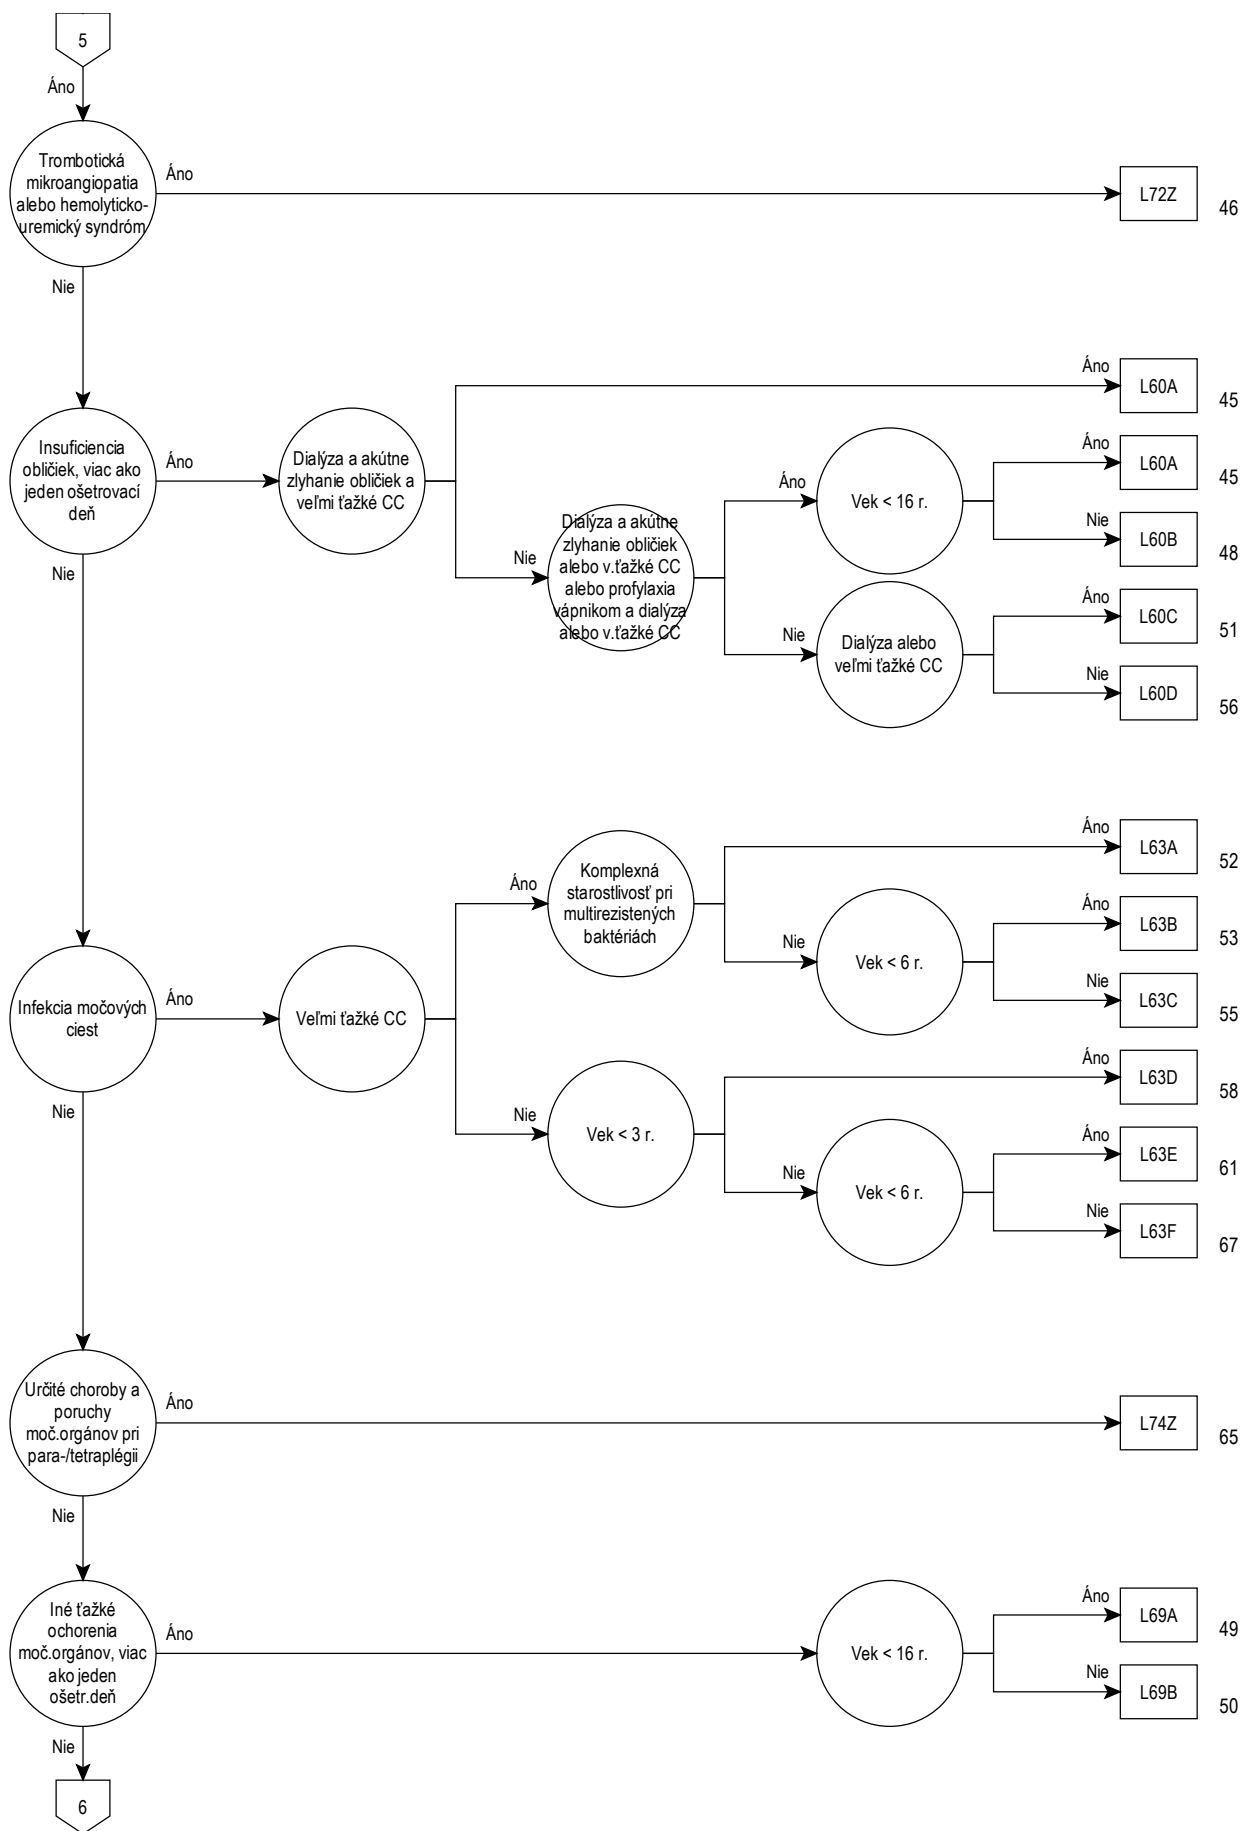 5
Áno
Trombotická
mikroangiopatia
alebo hemolyticko-
uremický syndróm
Áno
L72Z
46
Nie
Insuficiencia
obličiek, viac ako
jeden ošetrovací
deň
Áno
Dialýza a akútne
zlyhanie obličiek a
veľmi ťažké CC
Áno
L60A
45
Nie
Dialýza a akútne
zlyhanie obličiek
alebo v.ťažké CC
alebo profylaxia
vápnikom a dialýza
alebo v.ťažké CC
Áno
Vek < 16 r.
Áno
L60A
45
Nie
L60B
48
Nie
Dialýza alebo
veľmi ťažké CC
Áno
L60C
51
Nie
L60D
56
Nie
Infekcia močových
ciest
Áno
Veľmi ťažké CC
Áno
Komplexná
starostlivosť pri
multirezistených
baktériách
Áno
L63A
52
Nie
Vek < 6 r.
Áno
L63B
53
Nie
L63C
55
Nie
Vek < 3 r.
Áno
L63D
58
Nie
Vek < 6 r.
Áno
L63E
61
Nie
L63F
67
Nie
Určité choroby a
poruchy
moč.orgánov pri
para-/tetraplégii
Áno
L74Z
65
Nie
Iné ťažké
ochorenia
moč.orgánov, viac
ako jeden
ošetr.deň
Áno
Vek < 16 r.
Áno
L69A
49
Nie
L69B
50
Nie
6